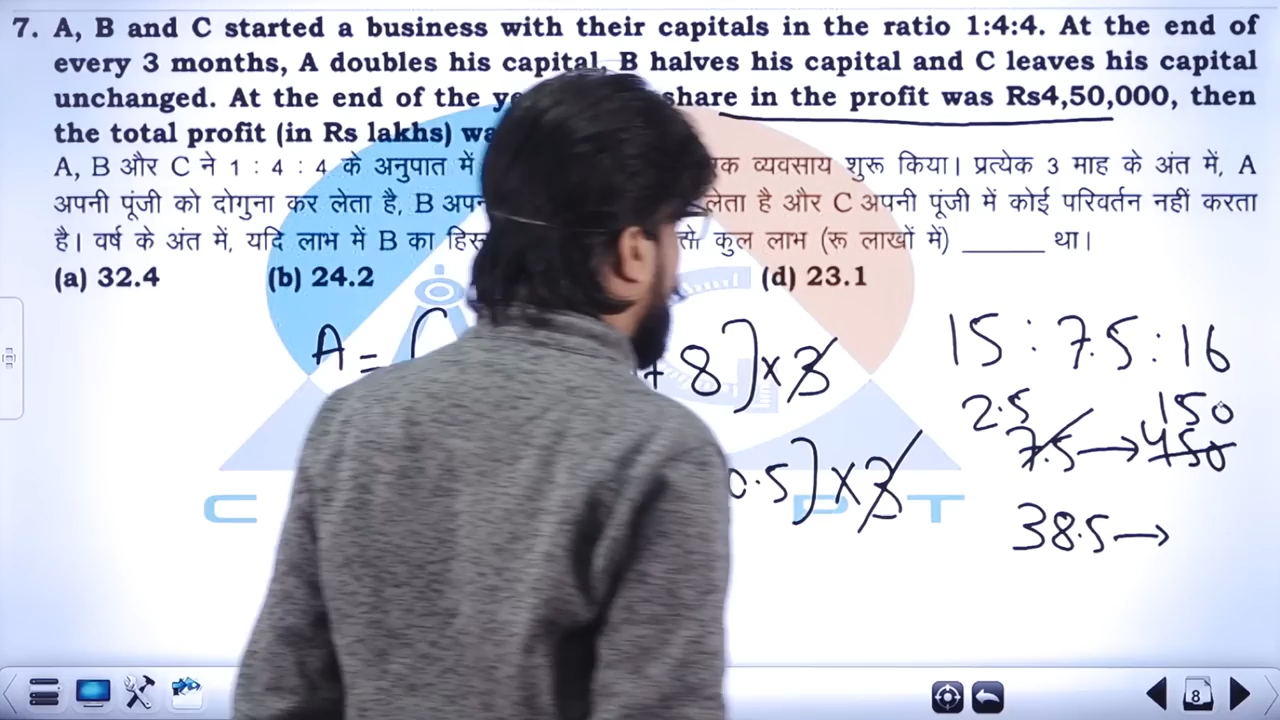 7. A, B and C started a business with their capitals in the ratio 1:4:4. At the end of
every 3 months, A doubles his capital, B halves his capital and C leaves his capital
unchanged. At the end of the share in the profit was Rs4,50,000, then
the total profit (in Rs lakhs)
A, B और C ने 1 : 4 : 4 के अनुपात में व्यवसाय शुरू किया। प्रत्येक 3 माह के अंत में, A
अपनी पूंजी को दोगुना कर लेता है, B लेता है और C अपनी पूंजी में कोई परिवर्तन नहीं करता
है। वर्ष के अंत में, यदि लाभ में B का कुल लाभ (रू लाखों में) ______ था।
(a) 32.4 (b) 24.2 (d) 23.1
A = [ + 8] × 3
15 : 7.5 : 16
2.5 150
7.5 → 450
0.5] × 3
38.5 →
C P T
8